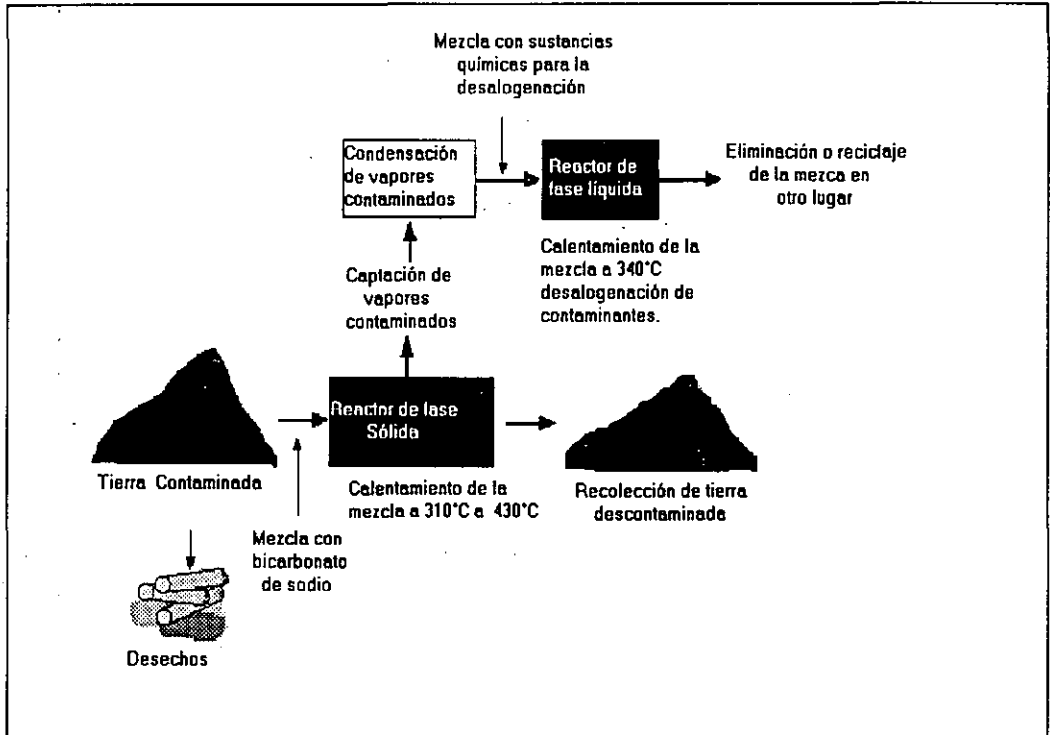 Mezcla con sustancias
químicas para la
desalogenación
Condensación
de vapores
contaminados
Reactor de
fase líquida
Eliminación o reciclaje
de la mezca en
otro lugar
Calentamiento de la
mezcla a 340°C
desalogenación de
contaminantes.
Captación de
vapores
contaminados
Reactor de fase
Sólida
Tierra Contaminada
Calentamiento de la
mezcla a 310°C a 430°C
Recolección de tierra
descontaminada
Mezcla con
bicarbonato
de sodio
Desechos